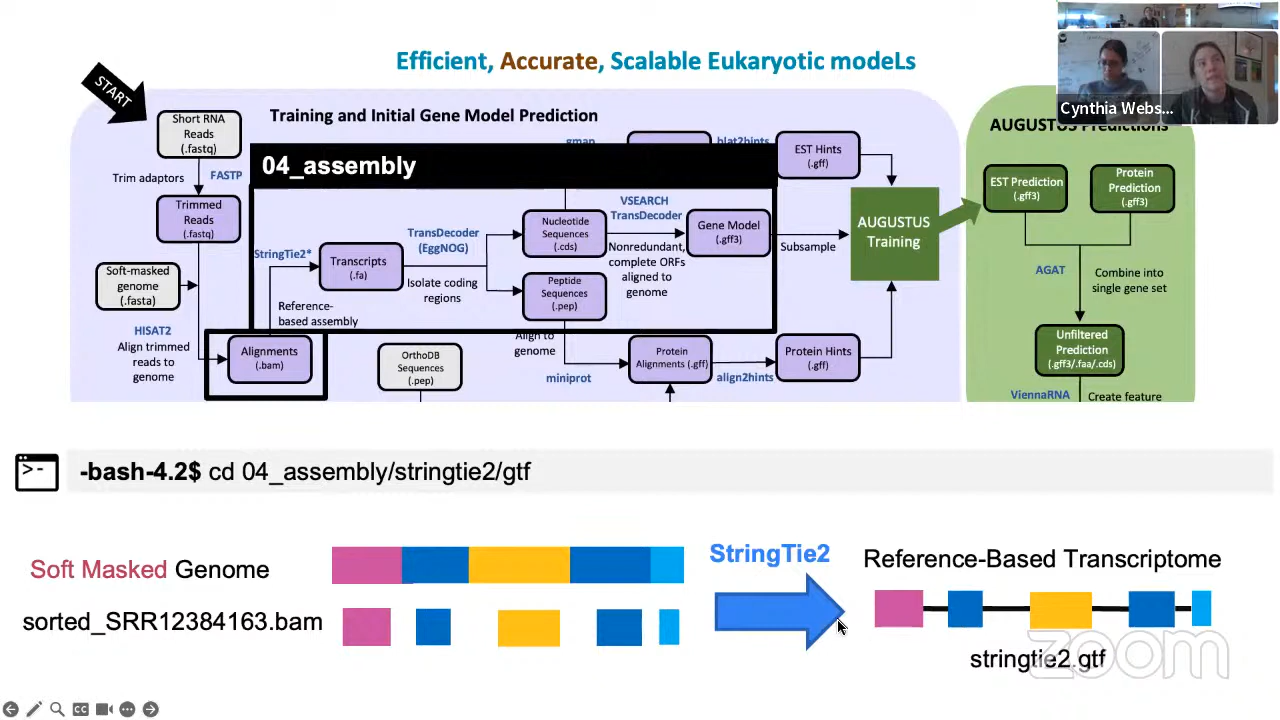 Efficient, Accurate, Scalable Eukaryotic modeLs
Cynthia Webs...
START
Training and Initial Gene Model Prediction
AUGUSTUS Predictions
Short RNA
Reads
(.fastq)
Trim adaptors
FASTP
Trimmed
Reads
(.fastq)
Soft-masked
genome
(.fasta)
HISAT2
Align trimmed
reads to
genome
Alignments
(.bam)
gmap
blat2hints
04_assembly
StringTie2*
Reference-
based assembly
Transcripts
(.fa)
TransDecoder
(EggNOG)
Isolate coding
regions
Nucleotide
Sequences
(.cds)
Peptide
Sequences
(.pep)
VSEARCH
TransDecoder
Nonredundant,
complete ORFs
aligned to
genome
Gene Model
(.gff3)
EST Hints
(.gff)
Subsample
AUGUSTUS
Training
OrthoDB
Sequences
(.pep)
Align to
genome
miniprot
Protein
Alignments (.gff)
align2hints
Protein Hints
(.gff)
EST Prediction
(.gff3)
Protein
Prediction
(.gff3)
AGAT
Combine into
single gene set
Unfiltered
Prediction
(.gff3/.faa/.cds)
ViennaRNA
Create feature
>-
-bash-4.2$ cd 04_assembly/stringtie2/gtf
Soft Masked Genome
sorted_SRR12384163.bam
StringTie2
Reference-Based Transcriptome
stringtie2.gtf
zoom
CC